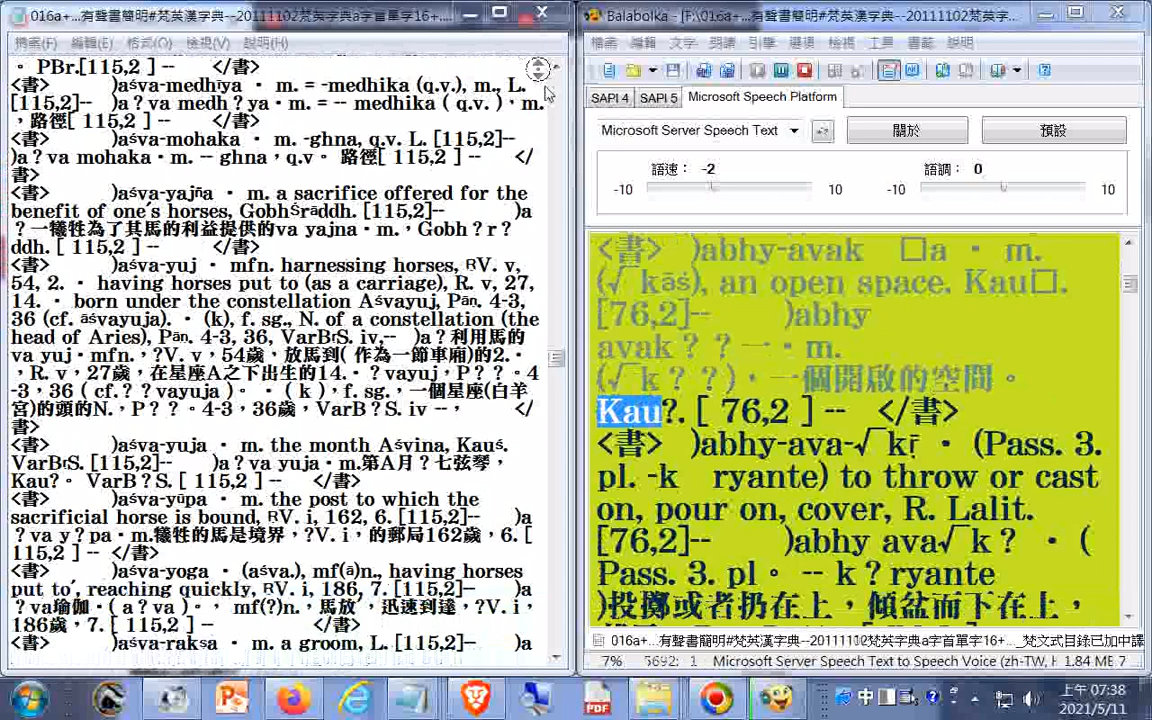 016a+...有聲書簡明#梵英漢字典--20111102梵英字典a字首單字16+...
檔案(F) 編輯(E) 格式(O) 檢視(V) 說明(H)
。 PBr.[115,2 ] -- </書>
<書> )aśva-medhīya · m. = -medhika (q.v.), m., L.
[115,2]-- )a ? va medh ? ya · m. = -- medhika ( q.v. ) , m.
，路徑[ 115,2 ] -- </書>
<書> )aśva-mohaka · m. -ghna, q.v. L. [115,2]--
)a ? va mohaka · m. -- ghna，q.v。 路徑[ 115,2 ] -- </
書>
<書> )aśva-yajña · m. a sacrifice offered for the
benefit of one's horses, GobhŚrāddh. [115,2]-- )a
? 一犧牲為了其馬的利益提供的va yajna · m.，Gobh ? r ?
ddh. [ 115,2 ] -- </書>
<書> )aśva-yuj · mfn. harnessing horses, RV. v,
54, 2. · having horses put to (as a carriage), R. v, 27,
14. · born under the constellation Aśvayuj, Pāṇ. 4-3,
36 (cf. āśvayuja). · (k), f. sg., N. of a constellation (the
head of Aries), Pāṇ. 4-3, 36, VarBṛS. iv,-- )a ? 利用馬的
va yuj · mfn.，?V. v，54歲，放馬到( 作為一節車廂)的2. ·
，R. v，27歲，在星座A之下出生的14. · ? vayuj，P ? ?。4
-3，36 ( cf. ? ? vayuja ) 。 · ( k )，f. sg.，一個星座(白羊
宮)的頭的N.，P ? ?。4-3，36歲，VarB ? S. iv --， </
書>
<書> )aśva-yuja · m. the month Aśvina, Kauś.
VarBṛS. [115,2]-- )a ? va yuja · m.第A月 ? 七弦琴，
Kau ?。 VarB ? S. [ 115,2 ] -- </書>
<書> )aśva-yūpa · m. the post to which the
sacrificial horse is bound, RV. i, 162, 6. [115,2]-- )a
? va y ? pa · m.犧牲的馬是境界，?V. i，的郵局162歲，6. [
115,2 ] -- </書>
<書> )aśva-yoga · (aśva.), mf(ā)n., having horses
put to, reaching quickly, RV. i, 186, 7. [115,2]-- )a
? va瑜伽 · ( a ? va ) 。， mf(?)n.，馬放，迅速到達，?V. i，
186歲，7. [ 115,2 ] -- </書>
<書> )aśva-rakṣa · m. a groom, L. [115,2]-- )a
Balabolka - [F:\016a+...有聲書簡明#梵英漢字典--20111102梵英字...
檔案 編輯 文字 朗讀 引擎 選項 檢視 工具 書籤 說明
SAPI 4 SAPI 5 Microsoft Speech Platform
Microsoft Server Speech Text 關於 預設
語速： -2 語調： 0
-10 10 -10 10
<書> )abhy-avak □a · m.
(√ kāś), an open space. Kau□.
[76,2]-- )abhy
avak ? ? 一 · m.
(√ k ? ? )，一個開啟的空間。
Kau?. [ 76,2 ] -- </書>
<書> )abhy-ava-√ kṝ · (Pass. 3.
pl. -k ryante) to throw or cast
on, pour on, cover, R. Lalit.
[76,2]-- )abhy ava√ k ? · (
Pass. 3. pl。 -- k ? ryante
)投擲或者扔在上，傾盆而下在上，
016a+...有聲書簡明#梵英漢字典--20111102梵英字典a字首單字16+..._梵文式目錄已加中譯
7% 5692: 1 Microsoft Server Speech Text to Speech Voice (zh-TW, H 1.84 ME 7
中
上午 07:38
2021/5/11